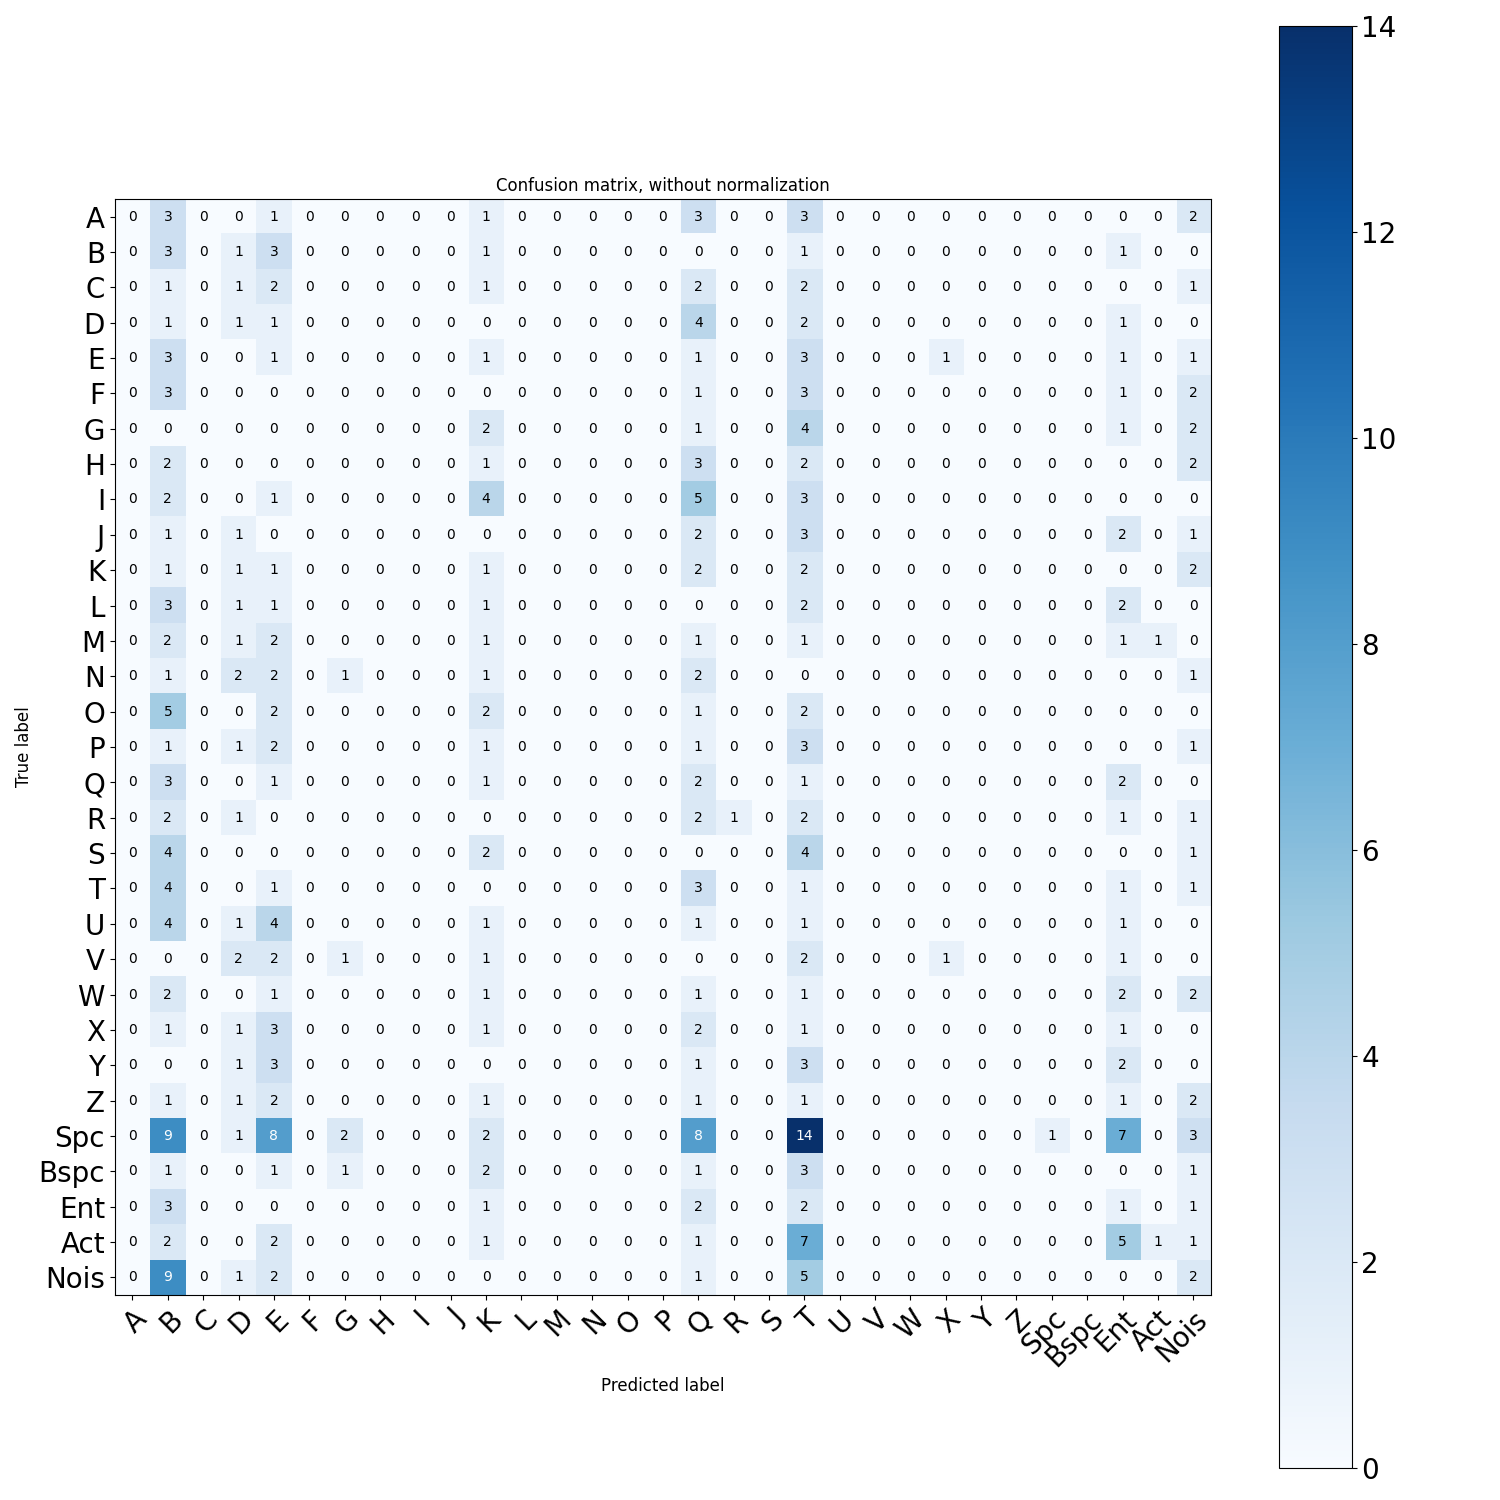 Confusion matrix, without normalization
A 0 3 0 0 1 0 0 0 0 0 1 0 0 0 0 0 3 0 0 3 0 0 0 0 0 0 0 0 0 0 2
B 0 3 0 1 3 0 0 0 0 0 1 0 0 0 0 0 0 0 0 1 0 0 0 0 0 0 0 0 1 0 0
C 0 1 0 1 2 0 0 0 0 0 1 0 0 0 0 0 2 0 0 2 0 0 0 0 0 0 0 0 0 0 1
D 0 1 0 1 1 0 0 0 0 0 0 0 0 0 0 0 4 0 0 2 0 0 0 0 0 0 0 0 1 0 0
E 0 3 0 0 1 0 0 0 0 0 1 0 0 0 0 0 1 0 0 3 0 0 0 1 0 0 0 0 1 0 1
F 0 3 0 0 0 0 0 0 0 0 0 0 0 0 0 0 1 0 0 3 0 0 0 0 0 0 0 0 1 0 2
G 0 0 0 0 0 0 0 0 0 0 2 0 0 0 0 0 1 0 0 4 0 0 0 0 0 0 0 0 1 0 2
H 0 2 0 0 0 0 0 0 0 0 1 0 0 0 0 0 3 0 0 2 0 0 0 0 0 0 0 0 0 0 2
I 0 2 0 0 1 0 0 0 0 0 4 0 0 0 0 0 5 0 0 3 0 0 0 0 0 0 0 0 0 0 0
J 0 1 0 1 0 0 0 0 0 0 0 0 0 0 0 0 2 0 0 3 0 0 0 0 0 0 0 0 2 0 1
K 0 1 0 1 1 0 0 0 0 0 1 0 0 0 0 0 2 0 0 2 0 0 0 0 0 0 0 0 0 0 2
L 0 3 0 1 1 0 0 0 0 0 1 0 0 0 0 0 0 0 0 2 0 0 0 0 0 0 0 0 2 0 0
M 0 2 0 1 2 0 0 0 0 0 1 0 0 0 0 0 1 0 0 1 0 0 0 0 0 0 0 0 1 1 0
N 0 1 0 2 2 0 1 0 0 0 1 0 0 0 0 0 2 0 0 0 0 0 0 0 0 0 0 0 0 0 1
O 0 5 0 0 2 0 0 0 0 0 2 0 0 0 0 0 1 0 0 2 0 0 0 0 0 0 0 0 0 0 0
P 0 1 0 1 2 0 0 0 0 0 1 0 0 0 0 0 1 0 0 3 0 0 0 0 0 0 0 0 0 0 1
Q 0 3 0 0 1 0 0 0 0 0 1 0 0 0 0 0 2 0 0 1 0 0 0 0 0 0 0 0 2 0 0
R 0 2 0 1 0 0 0 0 0 0 0 0 0 0 0 0 2 1 0 2 0 0 0 0 0 0 0 0 1 0 1
S 0 4 0 0 0 0 0 0 0 0 2 0 0 0 0 0 0 0 0 4 0 0 0 0 0 0 0 0 0 0 1
T 0 4 0 0 1 0 0 0 0 0 0 0 0 0 0 0 3 0 0 1 0 0 0 0 0 0 0 0 1 0 1
U 0 4 0 1 4 0 0 0 0 0 1 0 0 0 0 0 1 0 0 1 0 0 0 0 0 0 0 0 1 0 0
V 0 0 0 2 2 0 1 0 0 0 1 0 0 0 0 0 0 0 0 2 0 0 0 1 0 0 0 0 1 0 0
W 0 2 0 0 1 0 0 0 0 0 1 0 0 0 0 0 1 0 0 1 0 0 0 0 0 0 0 0 2 0 2
X 0 1 0 1 3 0 0 0 0 0 1 0 0 0 0 0 2 0 0 1 0 0 0 0 0 0 0 0 1 0 0
Y 0 0 0 1 3 0 0 0 0 0 0 0 0 0 0 0 1 0 0 3 0 0 0 0 0 0 0 0 2 0 0
Z 0 1 0 1 2 0 0 0 0 0 1 0 0 0 0 0 1 0 0 1 0 0 0 0 0 0 0 0 1 0 2
Spc 0 9 0 1 8 0 2 0 0 0 2 0 0 0 0 0 8 0 0 14 0 0 0 0 0 0 1 0 7 0 3
Bspc 0 1 0 0 1 0 1 0 0 0 2 0 0 0 0 0 1 0 0 3 0 0 0 0 0 0 0 0 0 0 1
Ent 0 3 0 0 0 0 0 0 0 0 1 0 0 0 0 0 2 0 0 2 0 0 0 0 0 0 0 0 1 0 1
Act 0 2 0 0 2 0 0 0 0 0 1 0 0 0 0 0 1 0 0 7 0 0 0 0 0 0 0 0 5 1 1
Nois 0 9 0 1 2 0 0 0 0 0 0 0 0 0 0 0 1 0 0 5 0 0 0 0 0 0 0 0 0 0 2
A B C D E F G H I J K L M N O P Q R S T U V W X Y Z Spc Bspc Ent Act Nois
Predicted label
True label
14
12
10
8
6
4
2
0